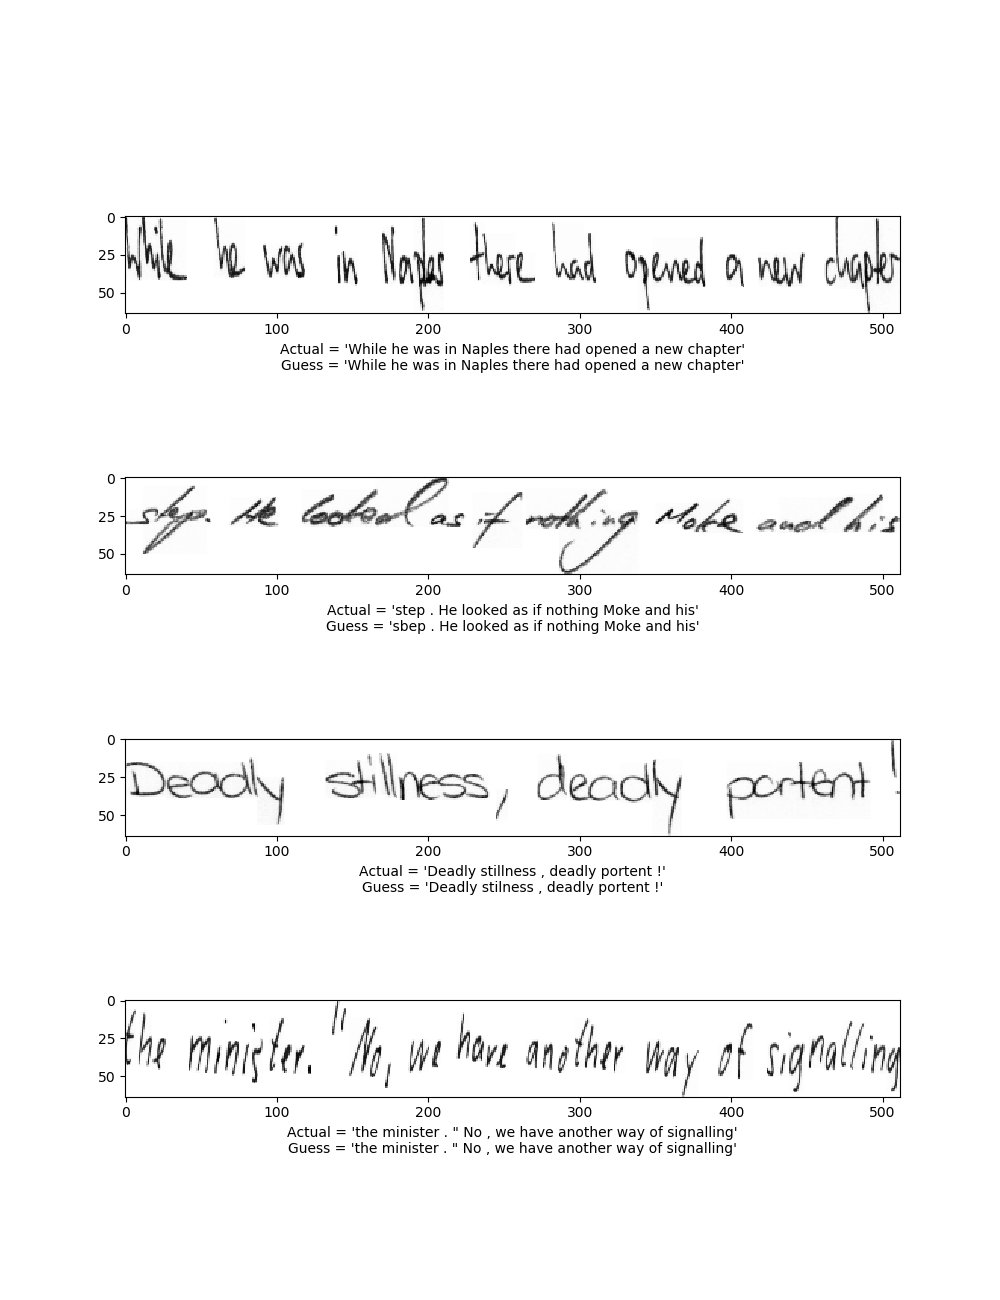 While he was in Naples there had opened a new chapter
0
25
50
0 100 200 300 400 500
Actual = 'While he was in Naples there had opened a new chapter'
Guess = 'While he was in Naples there had opened a new chapter'
step. He looked as if nothing Moke and his
0
25
50
0 100 200 300 400 500
Actual = 'step . He looked as if nothing Moke and his'
Guess = 'sbep . He looked as if nothing Moke and his'
Deadly stillness, deadly portent!
0
25
50
0 100 200 300 400 500
Actual = 'Deadly stillness , deadly portent !'
Guess = 'Deadly stilness , deadly portent !'
the minister. "No, we have another way of signalling
0
25
50
0 100 200 300 400 500
Actual = 'the minister . " No , we have another way of signalling'
Guess = 'the minister . " No , we have another way of signalling'